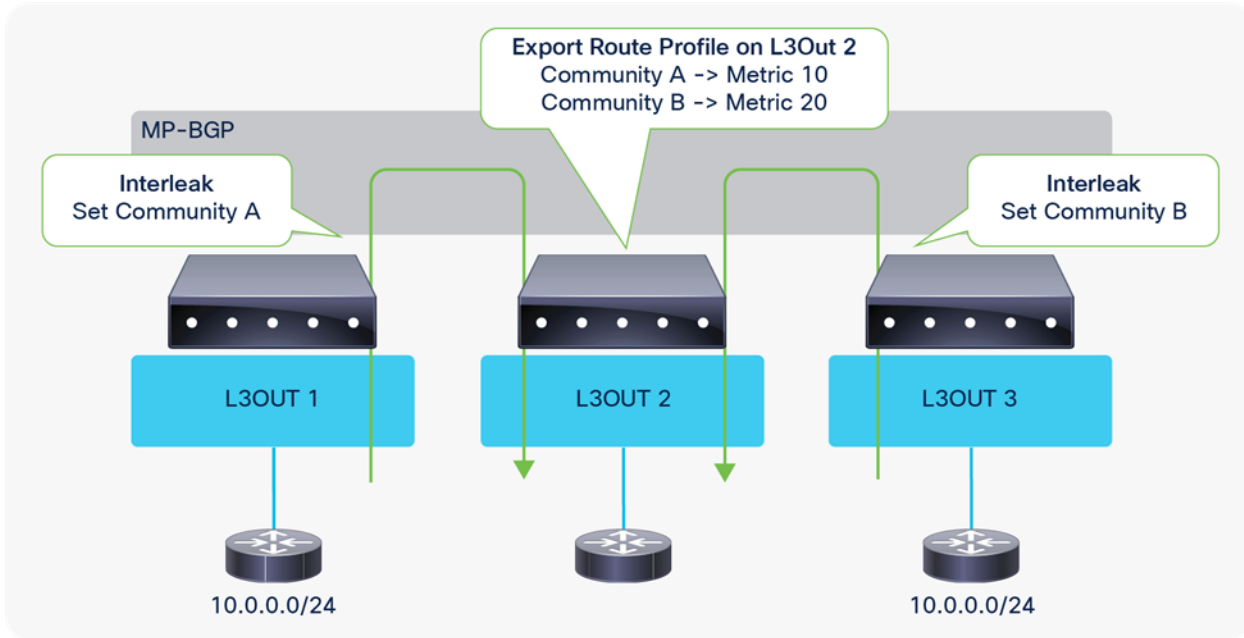 Export Route Profile on L3Out 2
Community A -> Metric 10
Community B -> Metric 20
MP-BGP
Interleak
Set Community A
Interleak
Set Community B
L3OUT 1
L3OUT 2
L3OUT 3
10.0.0.0/24
10.0.0.0/24